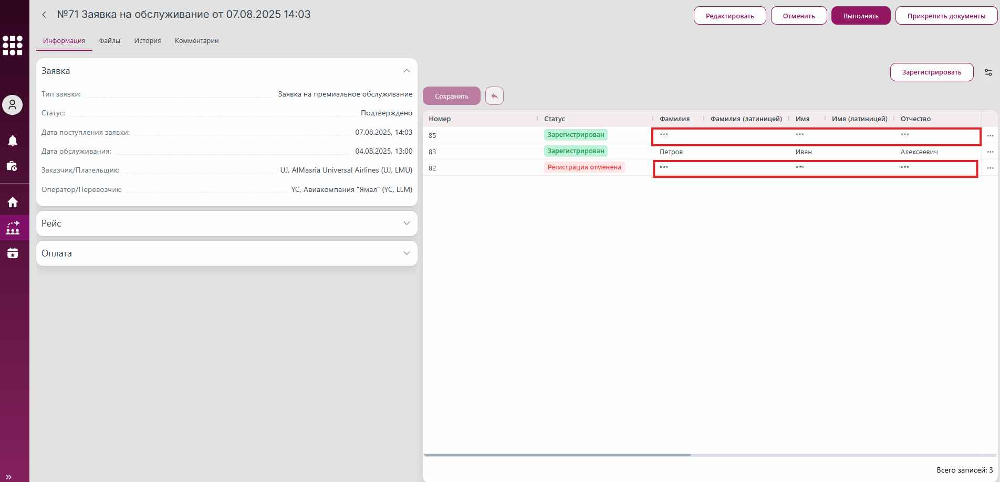 №71 Заявка на обслуживание от 07.08.2025 14:03
Редактировать
Отменить
Выполнить
Прикрепить документы
Информация
Файлы
История
Комментарии
Заявка
Тип заявки: Заявка на премиальное обслуживание
Статус: Подтверждено
Дата поступления заявки: 07.08.2025, 14:03
Дата обслуживания: 04.08.2025, 13:00
Заказчик/Плательщик: UJ, AlMasria Universal Airlines (UJ, LMU)
Оператор/Перевозчик: YC, Авиакомпания "Ямал" (YC, LLM)
Рейс
Оплата
Зарегистрировать
Сохранить
Номер Статус Фамилия Фамилия (латиницей) Имя Имя (латиницей) Отчество
85 Зарегистрирован *** *** ***
83 Зарегистрирован Петров Иван Алексеевич
82 Регистрация отменена *** *** ***
Всего записей: 3